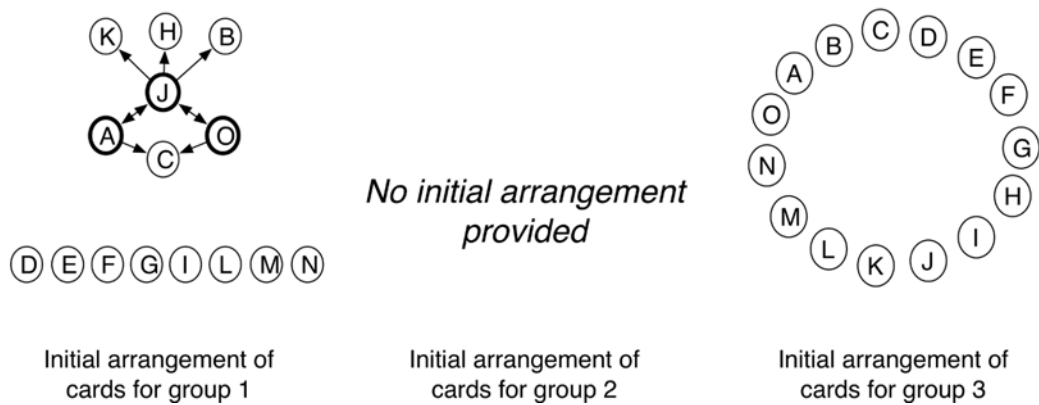 K H B
J
A O
C
D E F G I L M N
Initial arrangement of
cards for group 1
No initial arrangement
provided
Initial arrangement of
cards for group 2
A B C D E F G H I J K L M N O
Initial arrangement of
cards for group 3